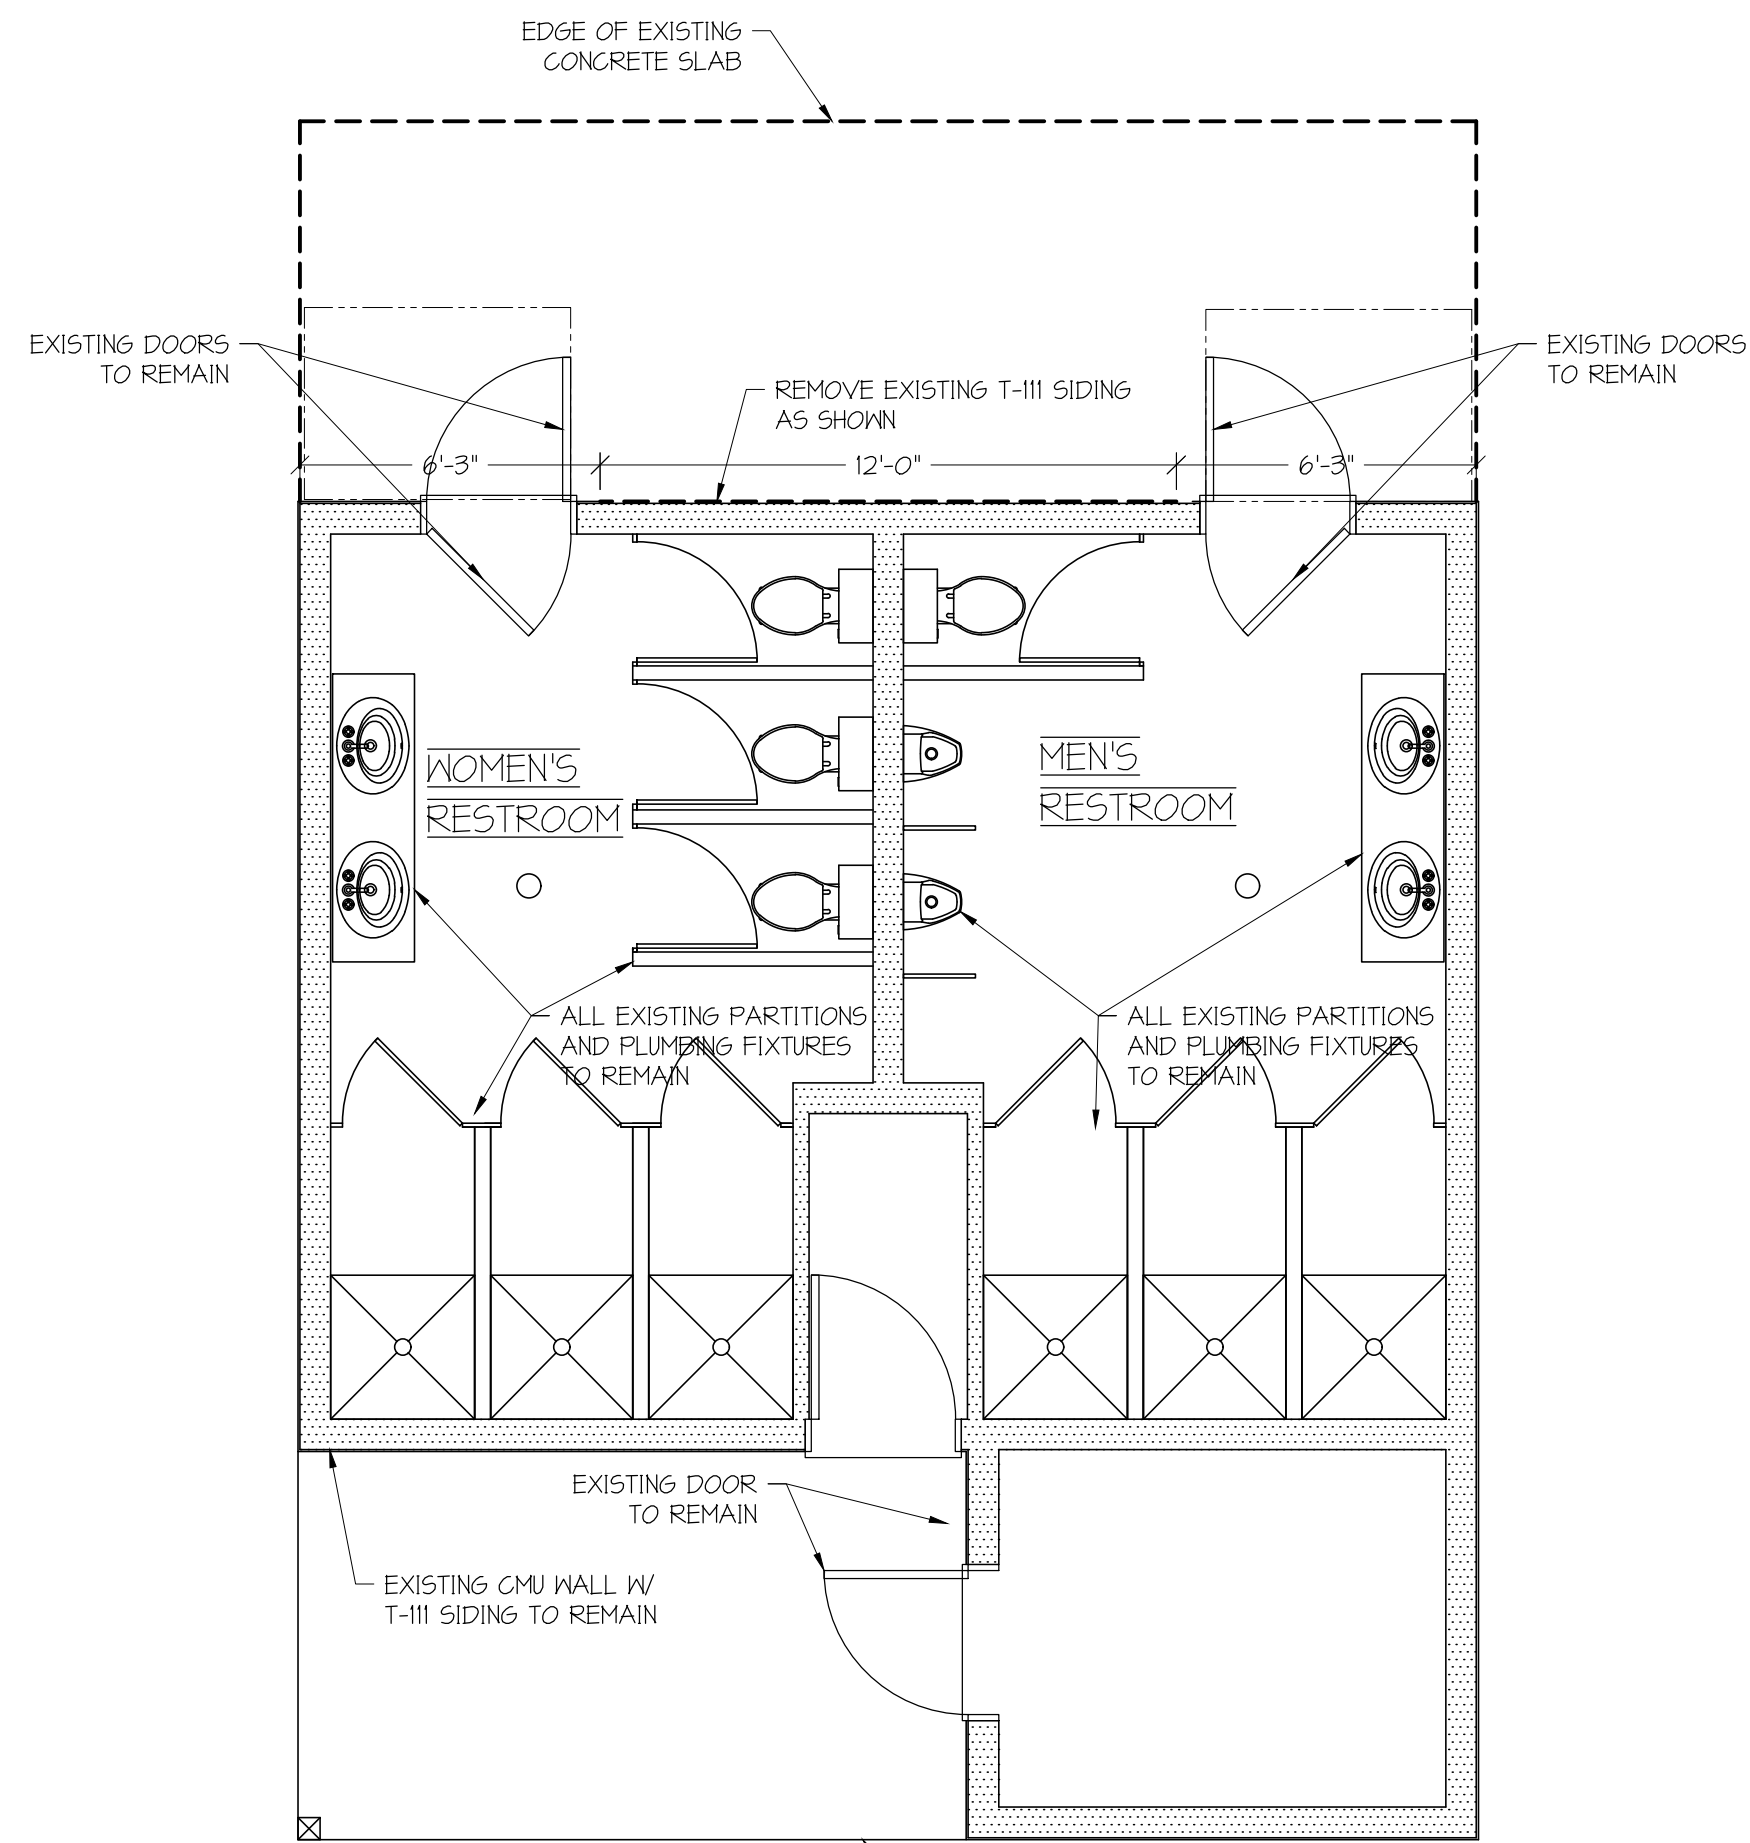 EDGE OF EXISTING
CONCRETE SLAB
EXISTING DOORS
TO REMAIN
EXISTING DOORS
TO REMAIN
REMOVE EXISTING T-111 SIDING
AS SHOWN
6'-3"
12'-0"
6'-3"
WOMEN'S
RESTROOM
MEN'S
RESTROOM
ALL EXISTING PARTITIONS
AND PLUMBING FIXTURES
TO REMAIN
ALL EXISTING PARTITIONS
AND PLUMBING FIXTURES
TO REMAIN
EXISTING DOOR
TO REMAIN
EXISTING CMU WALL W/
T-111 SIDING TO REMAIN